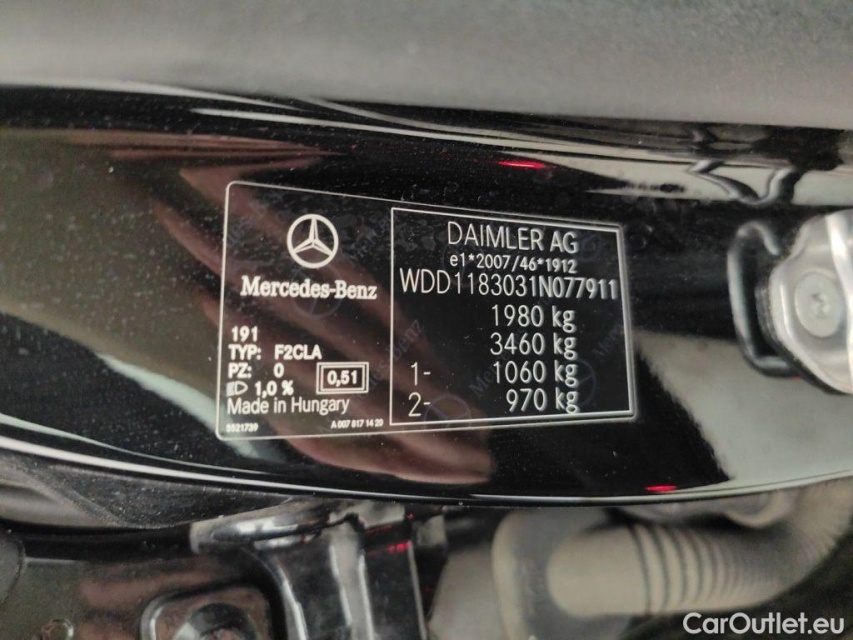 Mercedes-Benz
191
TYP: F2CLA
PZ: 0
1,0 % 0,51
Made in Hungary
5521739 A 007 817 14 20
DAIMLER AG
e1*2007/46*1912
WDD1183031N077911
1980 kg
3460 kg
1- 1060 kg
2- 970 kg
CarOutlet.eu